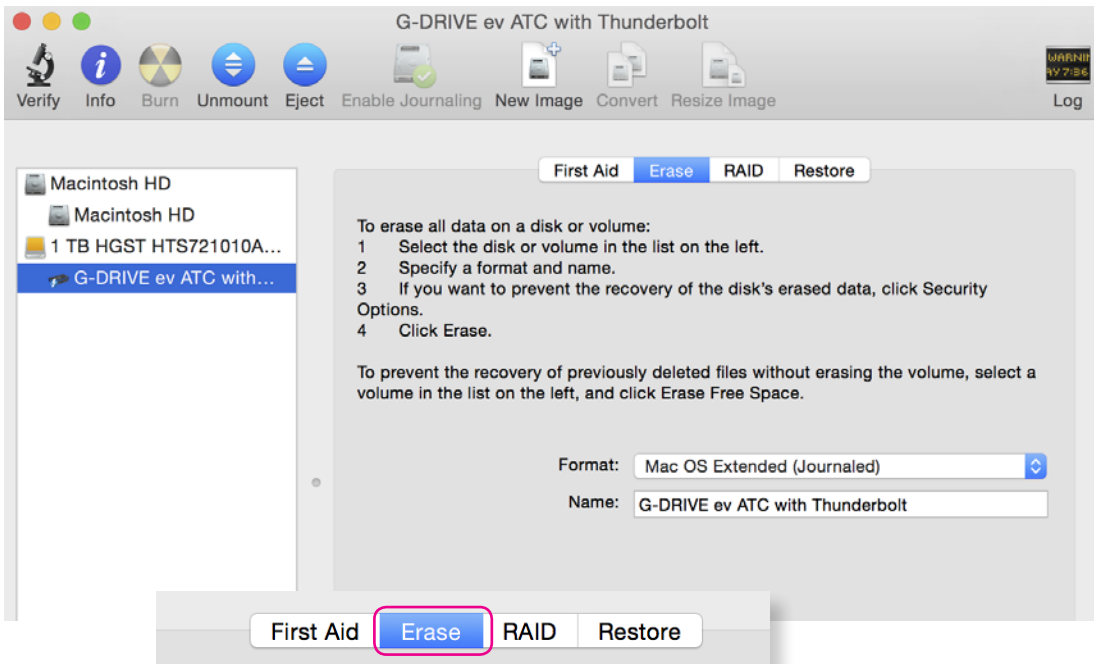 G-DRIVE ev ATC with Thunderbolt
Verify Info Burn Unmount Eject Enable Journaling New Image Convert Resize Image Log
WARNIN
AY 7:36
First Aid Erase RAID Restore
Macintosh HD
Macintosh HD
1 TB HGST HTS721010A...
G-DRIVE ev ATC with...
To erase all data on a disk or volume:
1 Select the disk or volume in the list on the left.
2 Specify a format and name.
3 If you want to prevent the recovery of the disk's erased data, click Security
Options.
4 Click Erase.
To prevent the recovery of previously deleted files without erasing the volume, select a
volume in the list on the left, and click Erase Free Space.
Format: Mac OS Extended (Journaled)
Name: G-DRIVE ev ATC with Thunderbolt
First Aid Erase RAID Restore